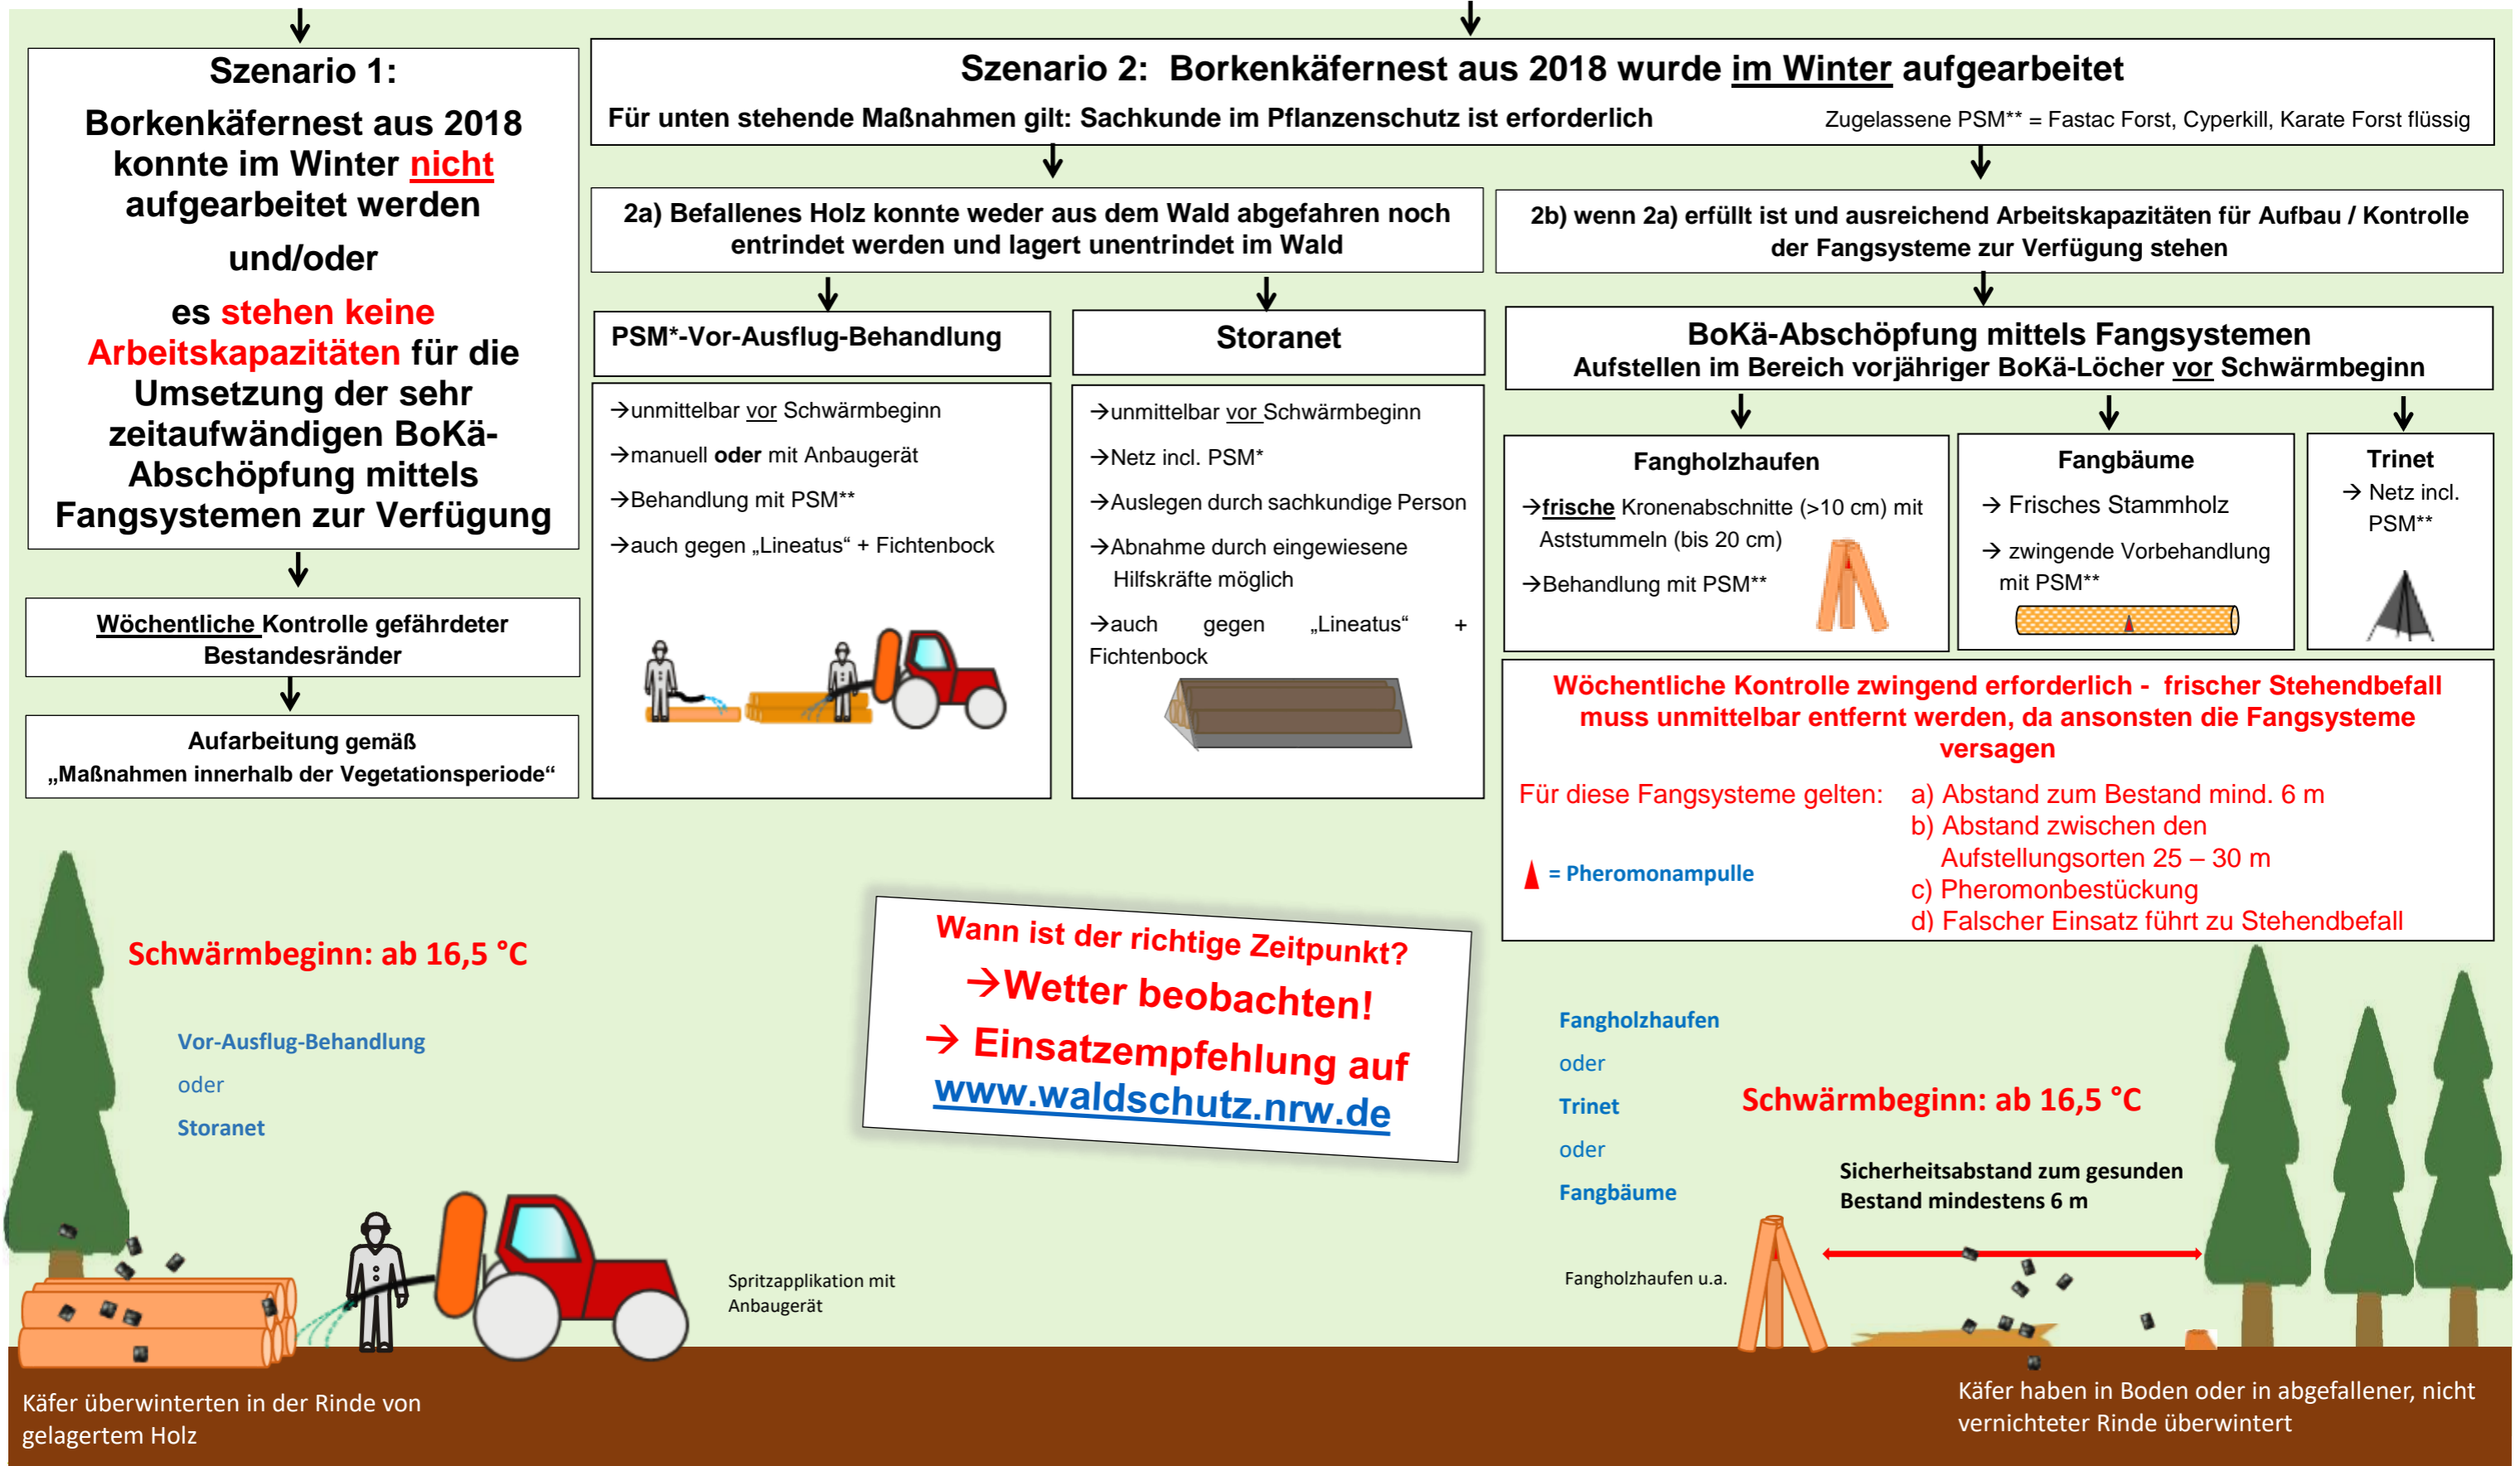 Szenario 1:
Borkenkäfernest aus 2018
konnte im Winter nicht
aufgearbeitet werden
und/oder
es stehen keine
Arbeitskapazitäten für die
Umsetzung der sehr
zeitaufwändigen BoKä-
Abschöpfung mittels
Fangsystemen zur Verfügung
Wöchentliche Kontrolle gefährdeter
Bestandesränder
Aufarbeitung gemäß
„Maßnahmen innerhalb der Vegetationsperiode“
Szenario 2: Borkenkäfernest aus 2018 wurde im Winter aufgearbeitet
Für unten stehende Maßnahmen gilt: Sachkunde im Pflanzenschutz ist erforderlich
Zugelassene PSM** = Fastac Forst, Cyperkill, Karate Forst flüssig
2a) Befallenes Holz konnte weder aus dem Wald abgefahren noch
entrindet werden und lagert unentrindet im Wald
PSM*-Vor-Ausflug-Behandlung
→unmittelbar vor Schwärmbeginn
→manuell oder mit Anbaugerät
→Behandlung mit PSM**
→auch gegen „Lineatus“ + Fichtenbock
Storanet
→unmittelbar vor Schwärmbeginn
→Netz incl. PSM*
→Auslegen durch sachkundige Person
→Abnahme durch eingewiesene
Hilfskräfte möglich
→auch gegen „Lineatus“ +
Fichtenbock
2b) wenn 2a) erfüllt ist und ausreichend Arbeitskapazitäten für Aufbau / Kontrolle
der Fangsysteme zur Verfügung stehen
BoKä-Abschöpfung mittels Fangsystemen
Aufstellen im Bereich vorjähriger BoKä-Löcher vor Schwärmbeginn
Fangholzhaufen
→frische Kronenabschnitte (>10 cm) mit
Aststummeln (bis 20 cm)
→Behandlung mit PSM**
Fangbäume
→ Frisches Stammholz
→ zwingende Vorbehandlung
mit PSM**
Trinet
→ Netz incl.
PSM**
Wöchentliche Kontrolle zwingend erforderlich - frischer Stehendbefall
muss unmittelbar entfernt werden, da ansonsten die Fangsysteme
versagen
Für diese Fangsysteme gelten: a) Abstand zum Bestand mind. 6 m
b) Abstand zwischen den
Aufstellungsorten 25 – 30 m
= Pheromonampulle
c) Pheromonbestückung
d) Falscher Einsatz führt zu Stehendbefall
Schwärmbeginn: ab 16,5 °C
Vor-Ausflug-Behandlung
oder
Storanet
Wann ist der richtige Zeitpunkt?
→Wetter beobachten!
→ Einsatzempfehlung auf
www.waldschutz.nrw.de
Fangholzhaufen
oder
Trinet
oder
Fangbäume
Schwärmbeginn: ab 16,5 °C
Sicherheitsabstand zum gesunden
Bestand mindestens 6 m
Spritzapplikation mit
Anbaugerät
Fangholzhaufen u.a.
Käfer überwinterten in der Rinde von
gelagertem Holz
Käfer haben in Boden oder in abgefallener, nicht
vernichteter Rinde überwintert